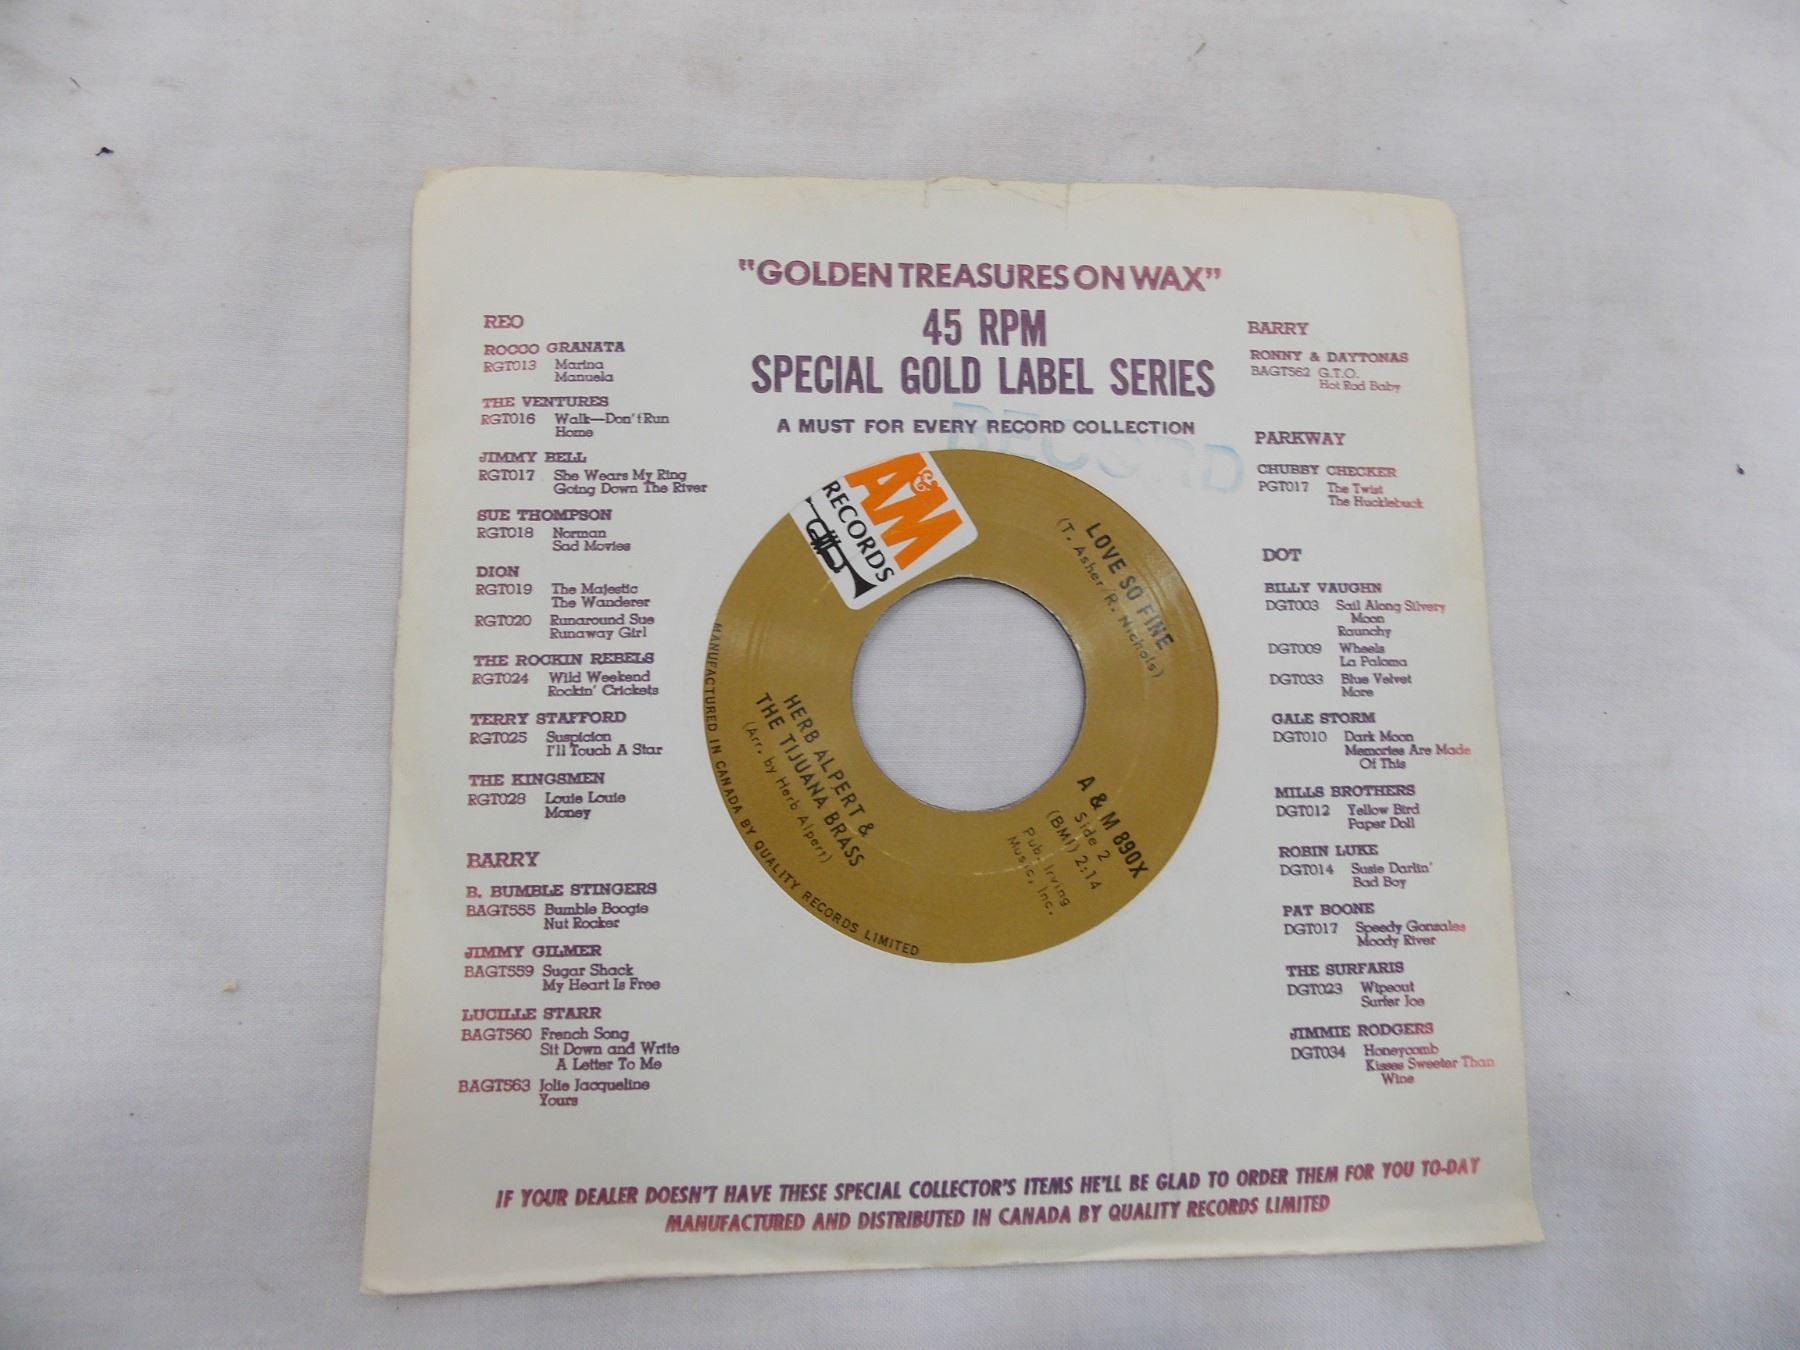 "GOLDEN TREASURES ON WAX"
45 RPM
SPECIAL GOLD LABEL SERIES
A MUST FOR EVERY RECORD COLLECTION
RECORD
REO
ROCCO GRANATA
RGT013 Marina
Manuela
THE VENTURES
RGT016 Walk—Don't Run
Home
JIMMY BELL
RGT017 She Wears My Ring
Going Down The River
SUE THOMPSON
RGT018 Norman
Sad Movies
DION
RGT019 The Majestic
The Wanderer
RGT020 Runaround Sue
Runaway Girl
THE ROCKIN REBELS
RGT024 Wild Weekend
Rockin' Crickets
TERRY STAFFORD
RGT025 Suspicion
I'll Touch A Star
THE KINGSMEN
RGT028 Louie Louie
Money
BARRY
B. BUMBLE STINGERS
BAGT555 Bumble Boogie
Nut Rocker
JIMMY GILMER
BAGT559 Sugar Shack
My Heart Is Free
LUCILLE STARR
BAGT560 French Song
Sit Down and Write
A Letter To Me
BAGT563 Jolie Jacqueline
Yours
A&M
RECORDS
LOVE SO FINE
(T. Asher/R. Nichols)
HERB ALPERT &
THE TIJUANA BRASS
(Arr. by Herb Alpert)
A & M 890X
Side 2
(BMI) 2:14
Pub. Irving
Music, Inc.
MANUFACTURED IN CANADA BY QUALITY RECORDS LIMITED
BARRY
RONNY & DAYTONAS
BAGT562 G.T.O.
Hot Rod Baby
PARKWAY
CHUBBY CHECKER
PGT017 The Twist
The Hucklebuck
DOT
BILLY VAUGHN
DGT003 Sail Along Silvery
Moon
Raunchy
DGT009 Wheels
La Paloma
DGT033 Blue Velvet
More
GALE STORM
DGT010 Dark Moon
Memories Are Made
Of This
MILLS BROTHERS
DGT012 Yellow Bird
Paper Doll
ROBIN LUKE
DGT014 Susie Darlin'
Bad Boy
PAT BOONE
DGT017 Speedy Gonzales
Moody River
THE SURFARIS
DGT023 Wipeout
Surfer Joe
JIMMIE RODGERS
DGT034 Honeycomb
Kisses Sweeter Than
Wine
IF YOUR DEALER DOESN'T HAVE THESE SPECIAL COLLECTOR'S ITEMS HE'LL BE GLAD TO ORDER THEM FOR YOU TO-DAY
MANUFACTURED AND DISTRIBUTED IN CANADA BY QUALITY RECORDS LIMITED